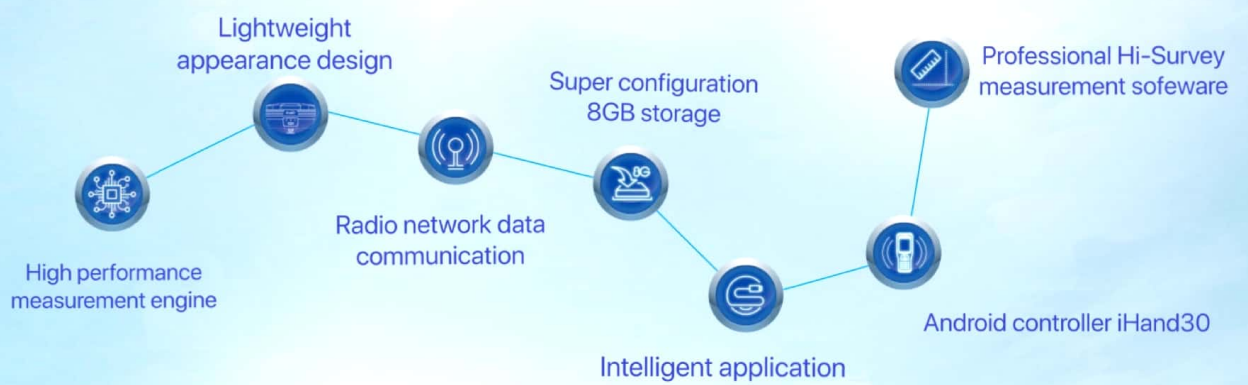 Lightweight
appearance design
Super configuration
8GB storage
Professional Hi-Survey
measurement sofeware
8G
Radio network data
communication
High performance
measurement engine
Android controller iHand30
Intelligent application